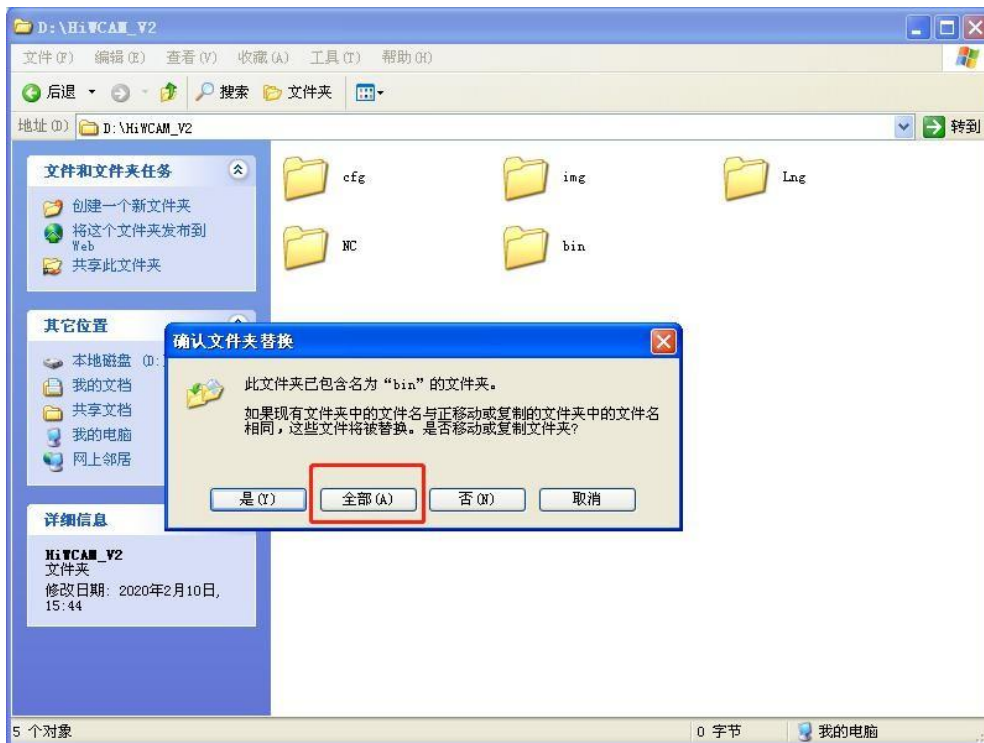 D:\HiWCAM_V2
文件(F) 编辑(E) 查看(V) 收藏(A) 工具(T) 帮助(H)
后退 搜索 文件夹
地址(D) D:\HiWCAM_V2 转到
文件和文件夹任务
创建一个新文件夹
将这个文件夹发布到
Web
共享此文件夹
cfg img Lng
NC bin
其它位置
本地磁盘 (D:
我的文档
共享文档
我的电脑
网上邻居
确认文件夹替换
此文件夹已包含名为“bin”的文件夹。
如果现有文件夹中的文件名与正移动或复制的文件夹中的文件名
相同，这些文件将被替换。是否移动或复制文件夹？
是(Y) 全部(A) 否(N) 取消
详细信息
HiWCAM_V2
文件夹
修改日期: 2020年2月10日,
15:44
5 个对象 0 字节 我的电脑